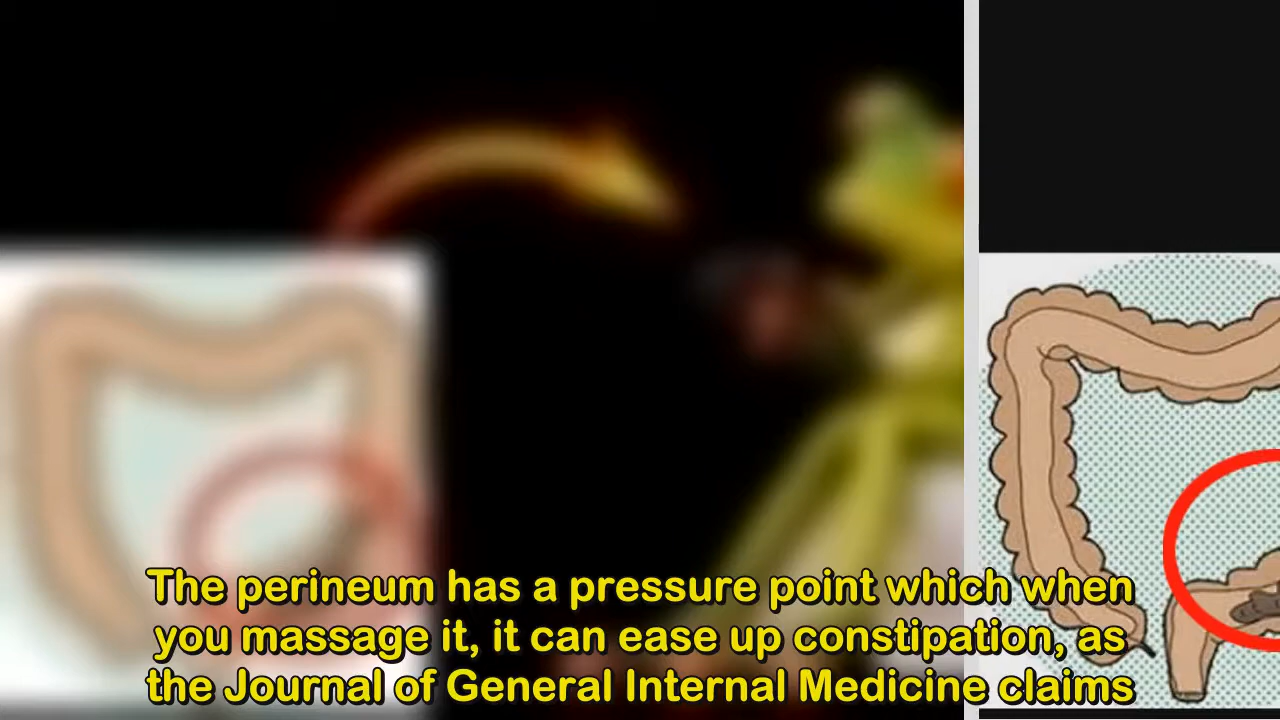 The perineum has a pressure point which when
you massage it, it can ease up constipation, as
the Journal of General Internal Medicine claims